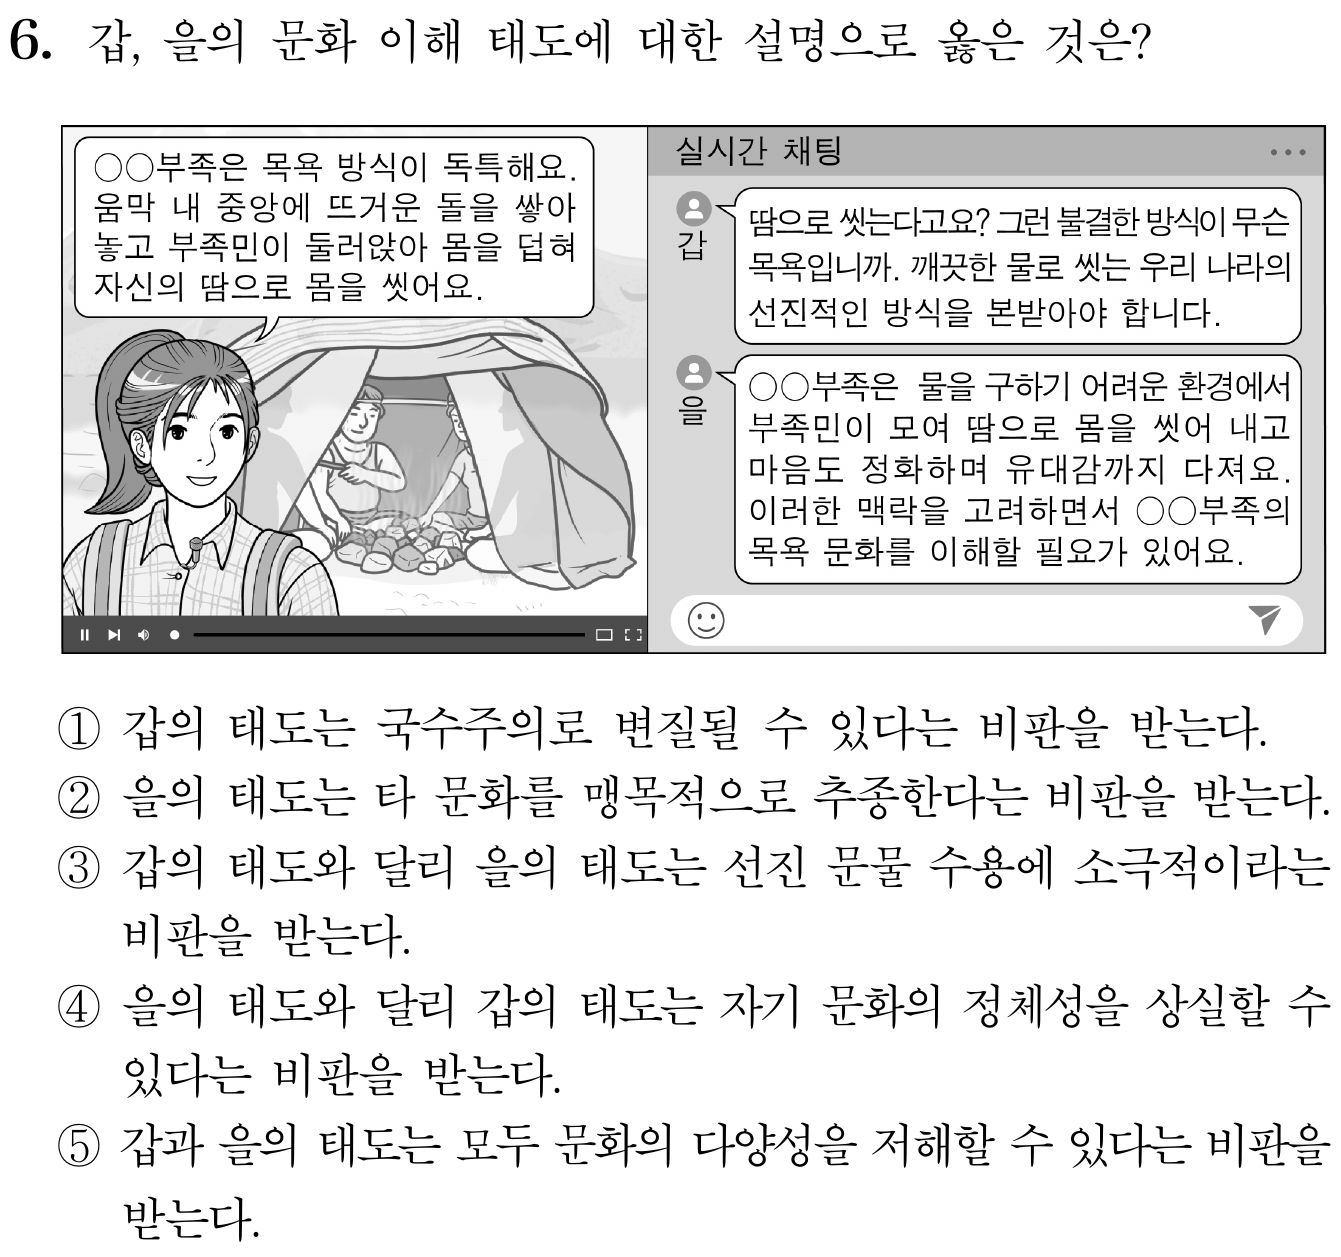 6. 갑, 을의 문화 이해 태도에 대한 설명으로 옳은 것은?
○○부족은 목욕 방식이 독특해요.
움막 내 중앙에 뜨거운 돌을 쌓아
놓고 부족민이 둘러앉아 몸을 덥혀
자신의 땀으로 몸을 씻어요.
실시간 채팅
갑
땀으로 씻는다고요? 그런 불결한 방식이 무슨
목욕입니까. 깨끗한 물로 씻는 우리 나라의
선진적인 방식을 본받아야 합니다.
을
○○부족은 물을 구하기 어려운 환경에서
부족민이 모여 땀으로 몸을 씻어 내고
마음도 정화하며 유대감까지 다져요.
이러한 맥락을 고려하면서 ○○부족의
목욕 문화를 이해할 필요가 있어요.
① 갑의 태도는 국수주의로 변질될 수 있다는 비판을 받는다.
② 을의 태도는 타 문화를 맹목적으로 추종한다는 비판을 받는다.
③ 갑의 태도와 달리 을의 태도는 선진 문물 수용에 소극적이라는
비판을 받는다.
④ 을의 태도와 달리 갑의 태도는 자기 문화의 정체성을 상실할 수
있다는 비판을 받는다.
⑤ 갑과 을의 태도는 모두 문화의 다양성을 저해할 수 있다는 비판을
받는다.